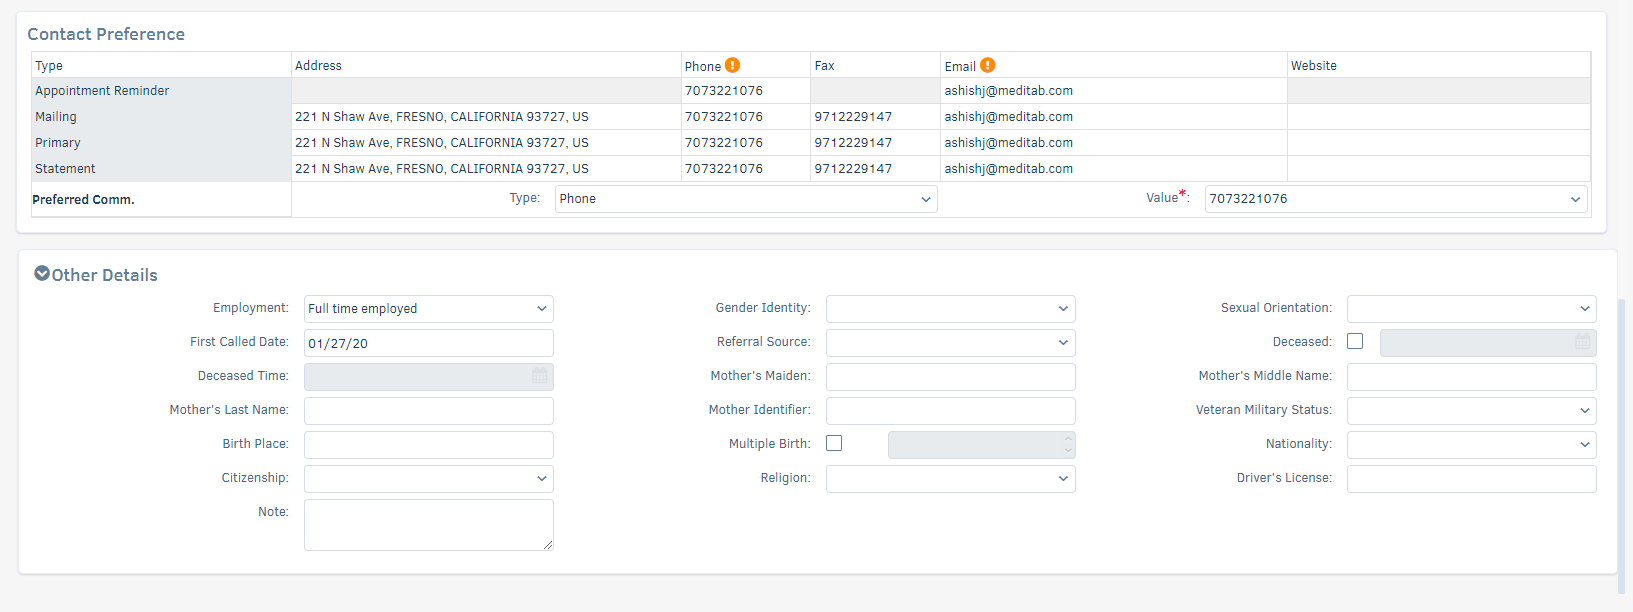 Contact Preference
Type Address Phone Fax Email Website
Appointment Reminder 7073221076 ashishj@meditab.com
Mailing 221 N Shaw Ave, FRESNO, CALIFORNIA 93727, US 7073221076 9712229147 ashishj@meditab.com
Primary 221 N Shaw Ave, FRESNO, CALIFORNIA 93727, US 7073221076 9712229147 ashishj@meditab.com
Statement 221 N Shaw Ave, FRESNO, CALIFORNIA 93727, US 7073221076 9712229147 ashishj@meditab.com
Preferred Comm. Type: Phone Value*: 7073221076
Other Details
Employment: Full time employed Gender Identity: Sexual Orientation:
First Called Date: 01/27/20 Referral Source: Deceased:
Deceased Time: Mother's Maiden: Mother's Middle Name:
Mother's Last Name: Mother Identifier: Veteran Military Status:
Birth Place: Multiple Birth: Nationality:
Citizenship: Religion: Driver's License:
Note: